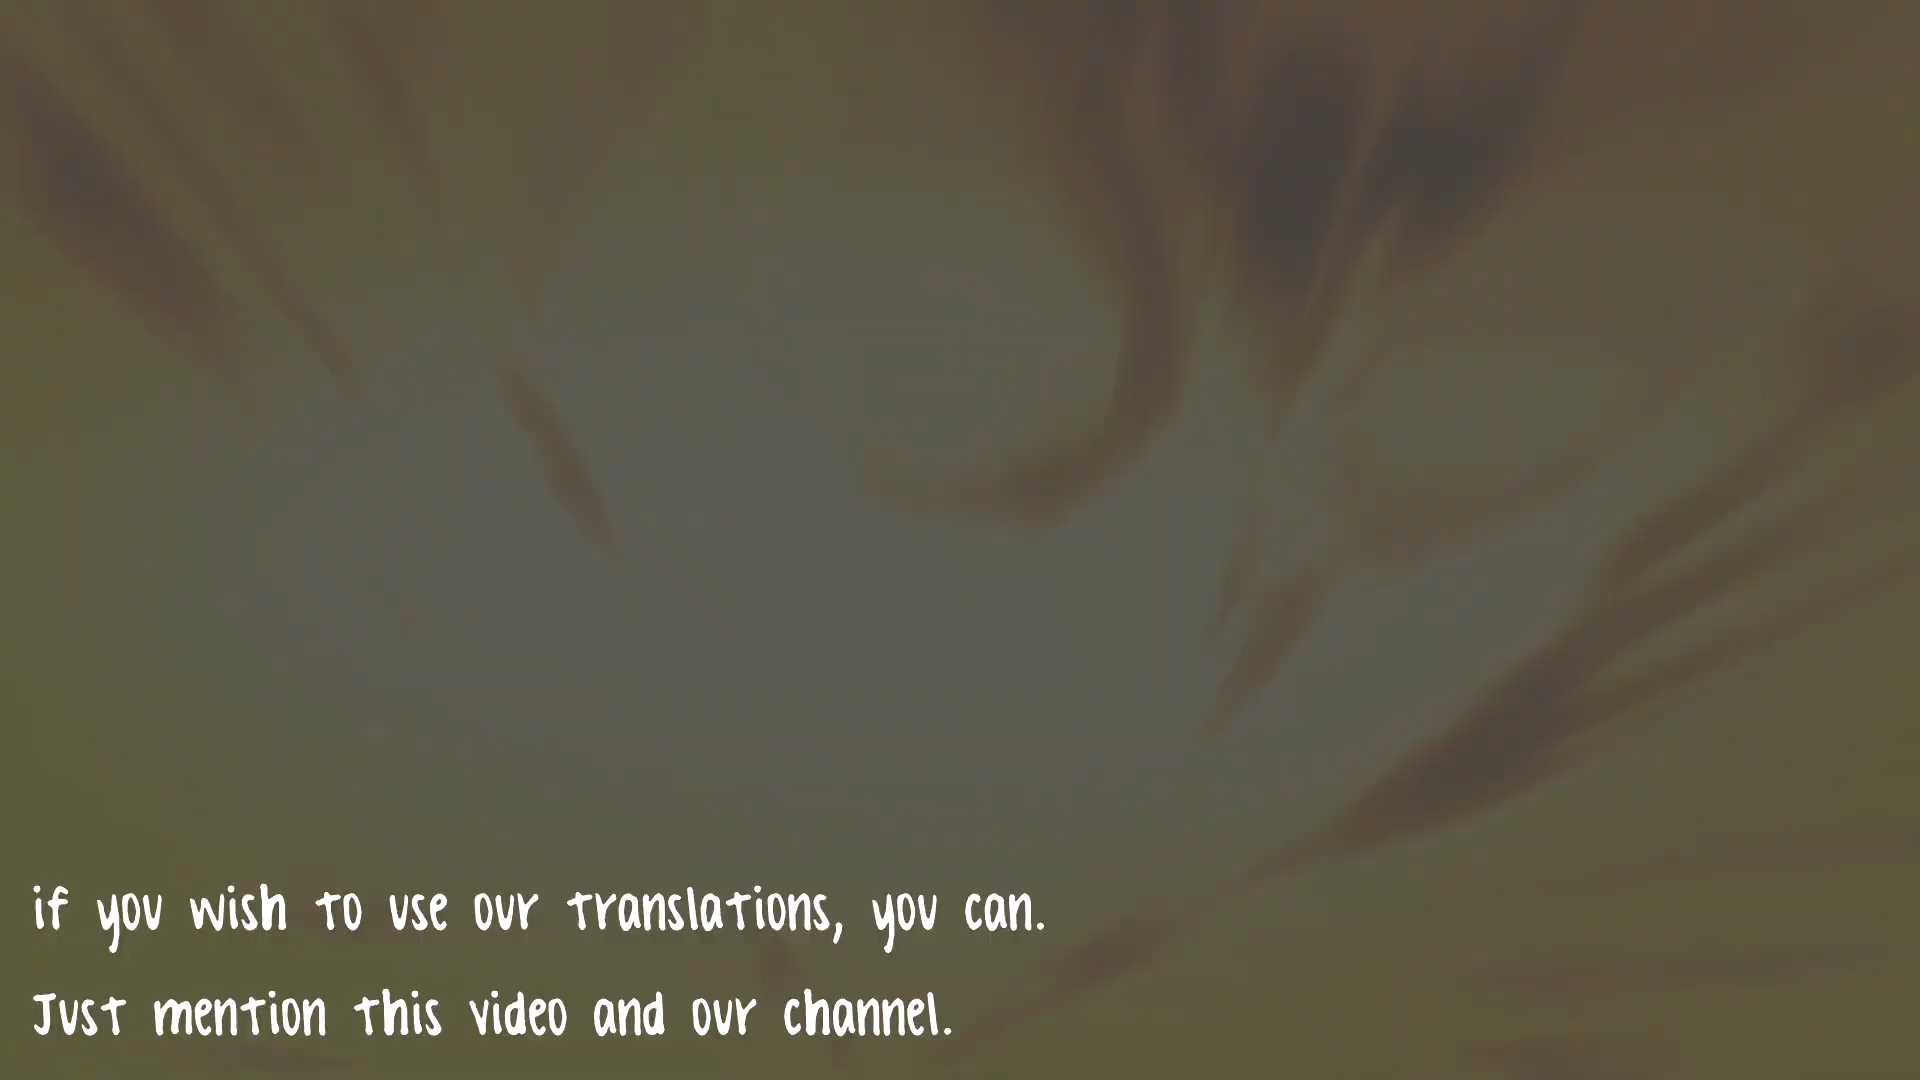 if you wish to use our translations, you can.
Just mention this video and our channel.